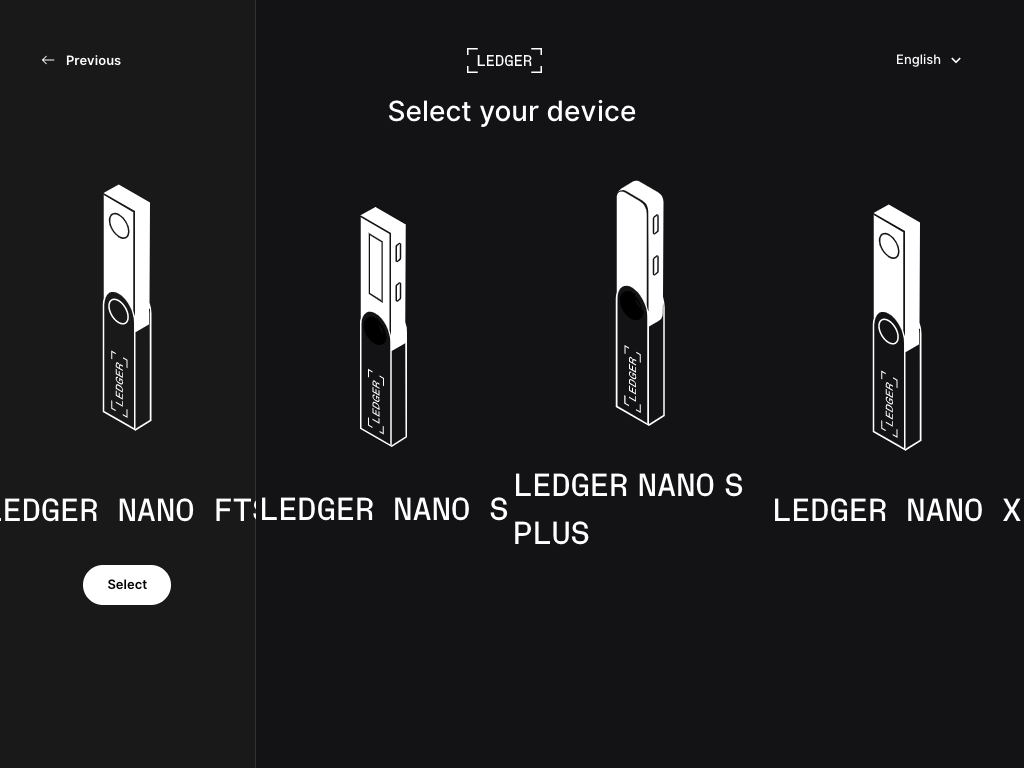 Previous
LEDGER
English
Select your device
LEDGER
LEDGER
LEDGER
LEDGER
LEDGER NANO FTS
LEDGER NANO S
LEDGER NANO S
PLUS
LEDGER NANO X
Select